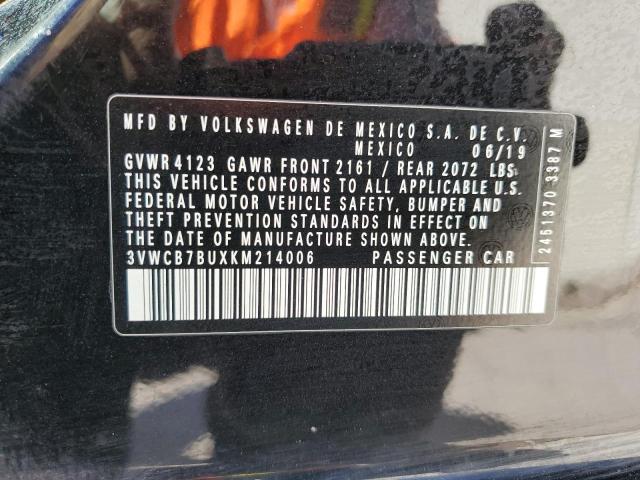 MFD BY VOLKSWAGEN DE MEXICO S.A. DE C.V.
MEXICO 06/19
GVWR 4123 GAWR FRONT 2161 / REAR 2072 LBS
THIS VEHICLE CONFORMS TO ALL APPLICABLE U.S.
FEDERAL MOTOR VEHICLE SAFETY, BUMPER AND
THEFT PREVENTION STANDARDS IN EFFECT ON
THE DATE OF MANUFACTURE SHOWN ABOVE.
3VWCB7BUXKM214006 PASSENGER CAR
2451370 3387 M